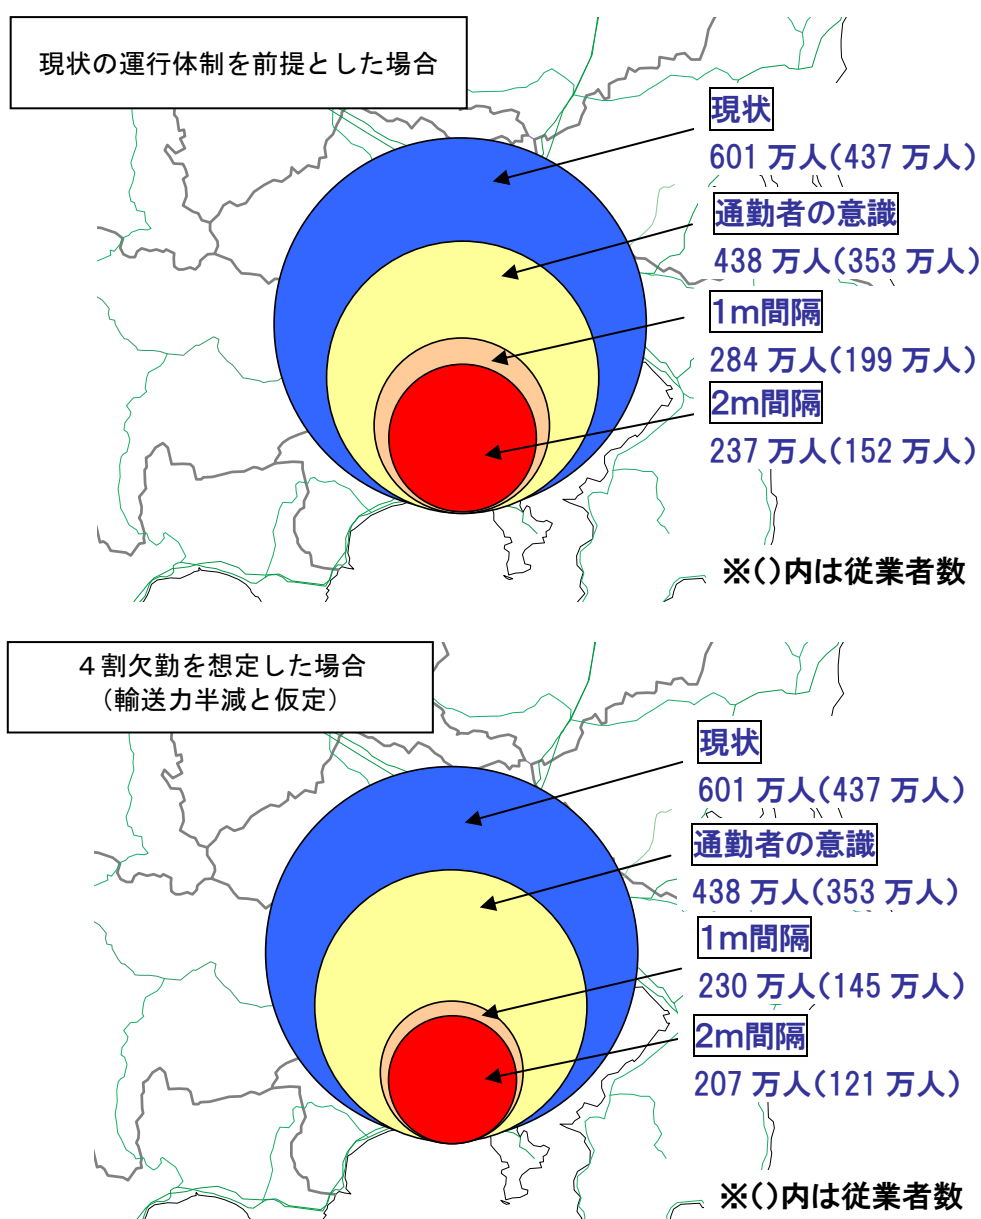 現状の運行体制を前提とした場合
現状
601 万人(437 万人)
通勤者の意識
438 万人(353 万人)
1m間隔
284 万人(199 万人)
2m間隔
237 万人(152 万人)
※()内は従業者数
４割欠勤を想定した場合
（輸送力半減と仮定）
現状
601 万人(437 万人)
通勤者の意識
438 万人(353 万人)
1m間隔
230 万人(145 万人)
2m間隔
207 万人(121 万人)
※()内は従業者数